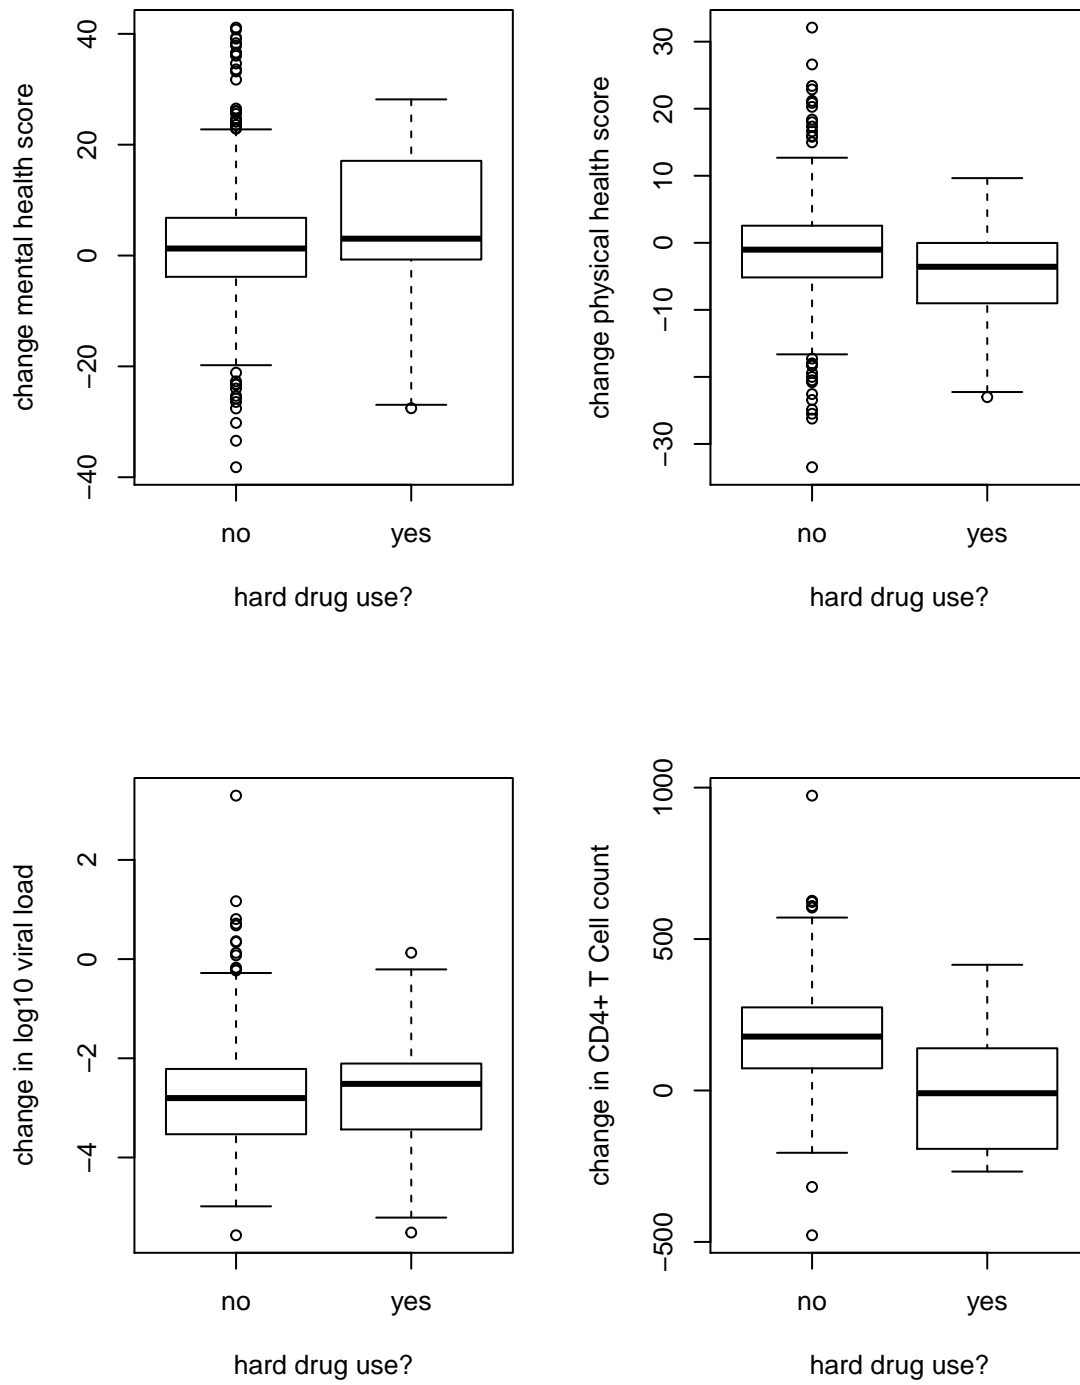 change mental health score
40
20
0
−20
−40
no yes
hard drug use?
change physical health score
30
20
10
0
−10
−30
no yes
hard drug use?
change in log10 viral load
2
0
−2
−4
no yes
hard drug use?
change in CD4+ T Cell count
1000
500
0
−500
no yes
hard drug use?